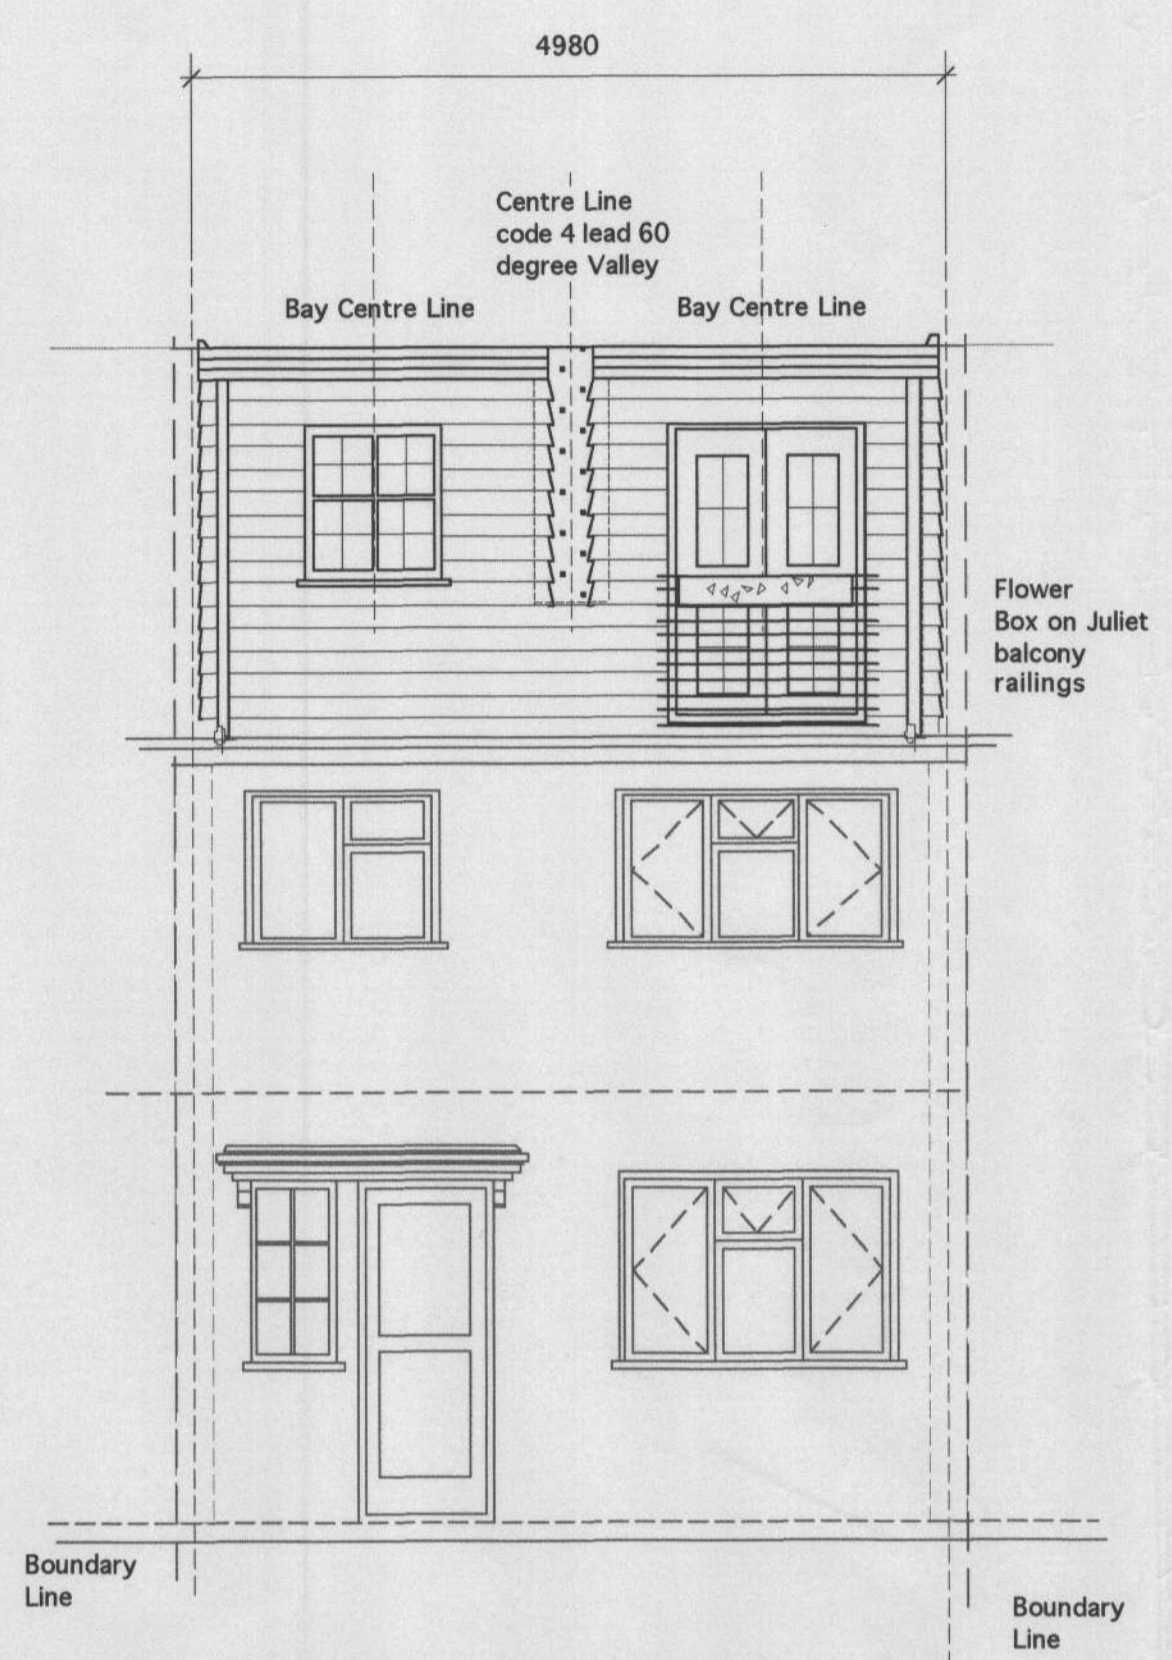 4980
Centre Line
code 4 lead 60
degree Valley
Bay Centre Line
Bay Centre Line
Flower
Box on Juliet
balcony
railings
Boundary
Line
Boundary
Line